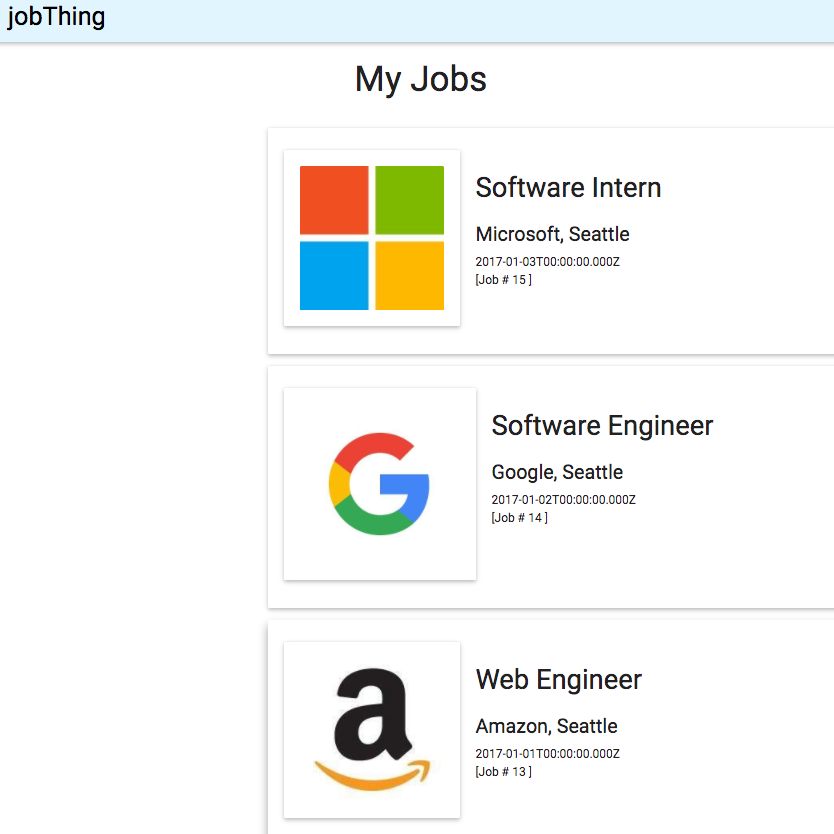 jobThing
My Jobs
Software Intern
Microsoft, Seattle
2017-01-03T00:00:00.000Z
[Job # 15 ]
Software Engineer
Google, Seattle
2017-01-02T00:00:00.000Z
[Job # 14 ]
Web Engineer
Amazon, Seattle
2017-01-01T00:00:00.000Z
[Job # 13 ]